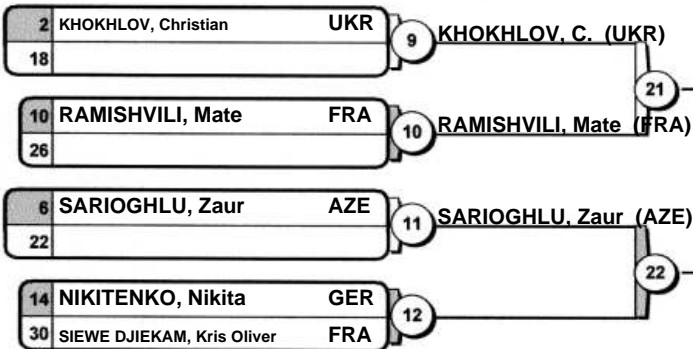 2 KHOKHLOV, Christian UKR
18
9 KHOKHLOV, C. (UKR)
10 RAMISHVILI, Mate FRA
26
10 RAMISHVILI, Mate (FRA)
21
6 SARIOGHLU, Zaur AZE
22
11 SARIOGHLU, Zaur (AZE)
14 NIKITENKO, Nikita GER
30 SIEWE DJIEKAM, Kris Oliver FRA
12
22